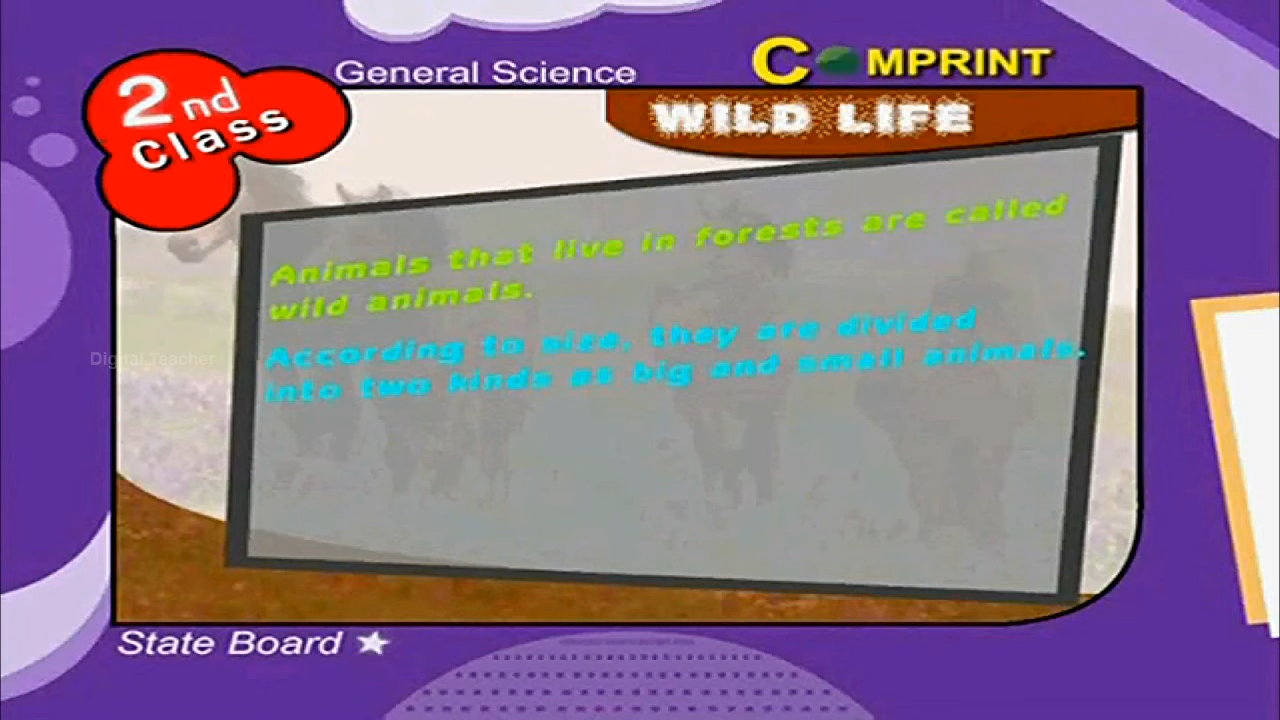 2nd
Class
General Science
COMPRINT
WILD LIFE
Animals that live in forests are called
wild animals.
According to size, they are divided
into two kinds as big and small animals.
Digital Teacher
State Board